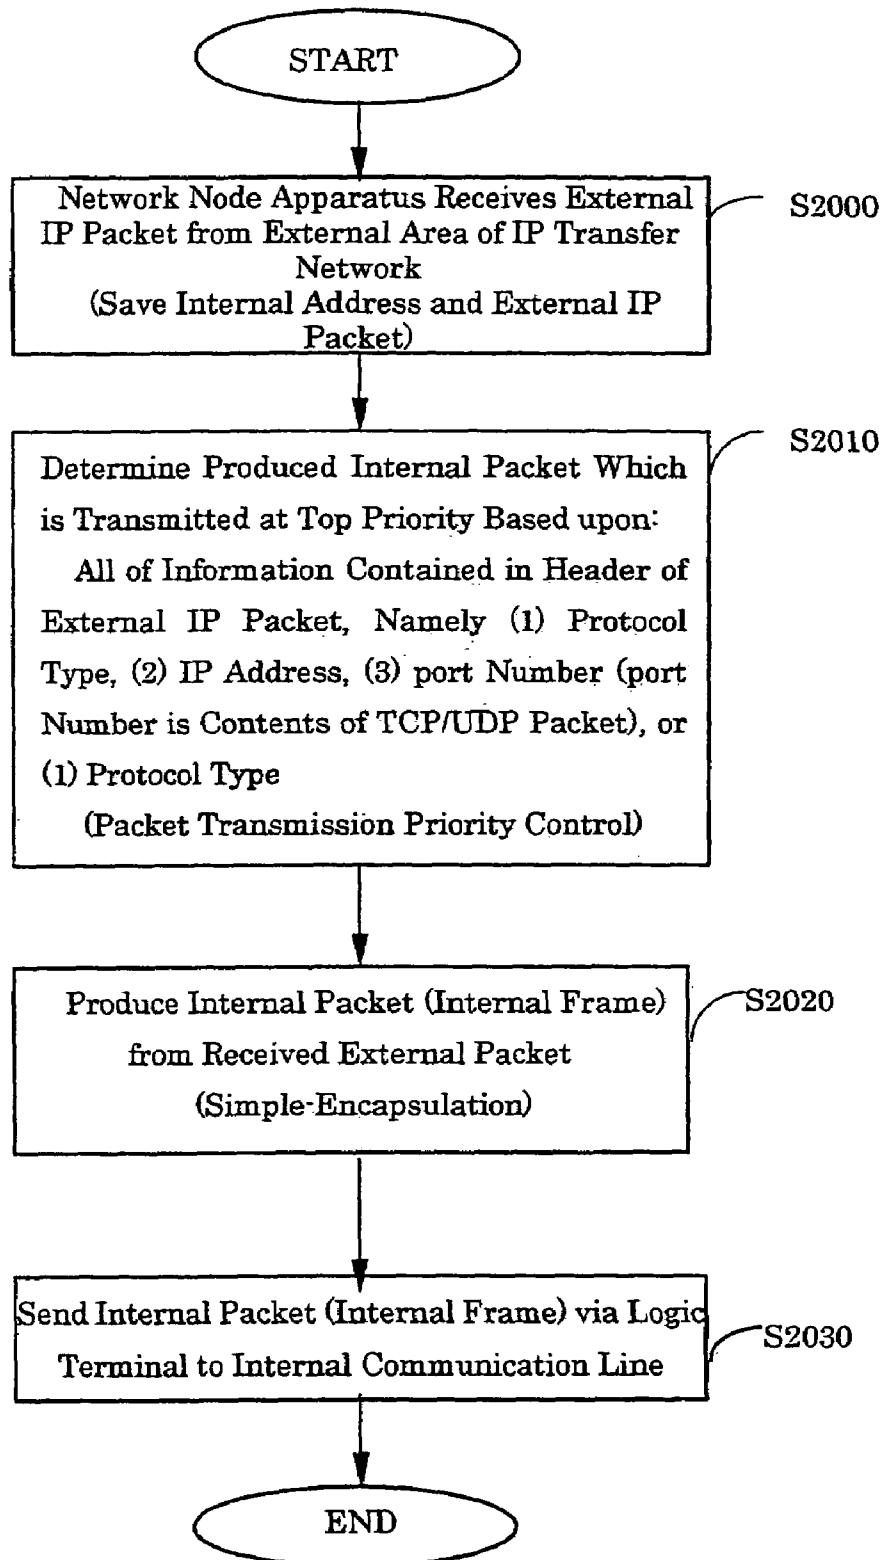 START
Network Node Apparatus Receives External
IP Packet from External Area of IP Transfer
Network
(Save Internal Address and External IP
Packet)
S2000
Determine Produced Internal Packet Which
is Transmitted at Top Priority Based upon:
All of Information Contained in Header of
External IP Packet, Namely (1) Protocol
Type, (2) IP Address, (3) port Number (port
Number is Contents of TCP/UDP Packet), or
(1) Protocol Type
(Packet Transmission Priority Control)
S2010
Produce Internal Packet (Internal Frame)
from Received External Packet
(Simple-Encapsulation)
S2020
Send Internal Packet (Internal Frame) via Logic
Terminal to Internal Communication Line
S2030
END